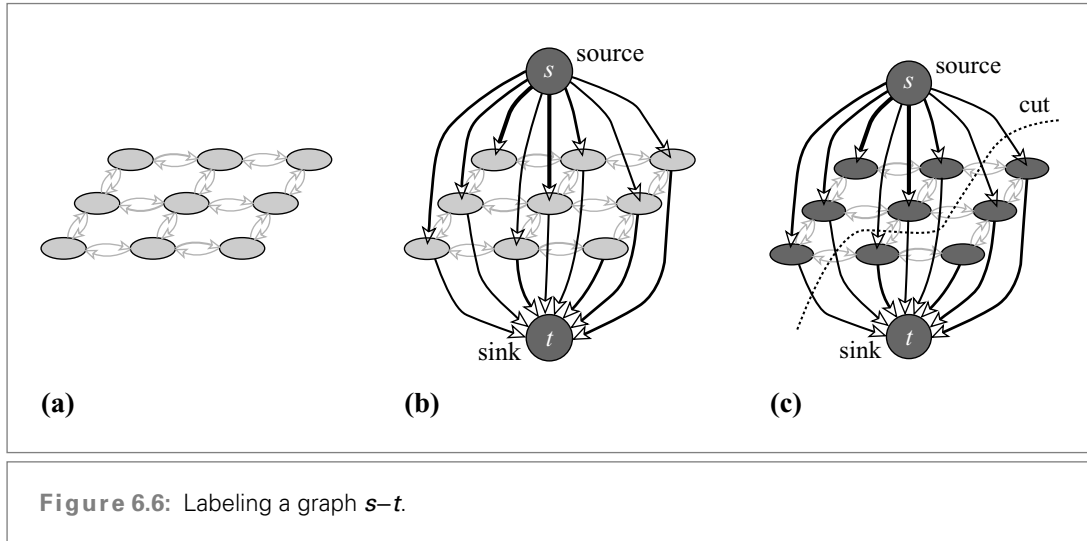 s
source
t
sink
s
source
cut
t
sink
(a)
(b)
(c)
Figure 6.6: Labeling a graph s–t.